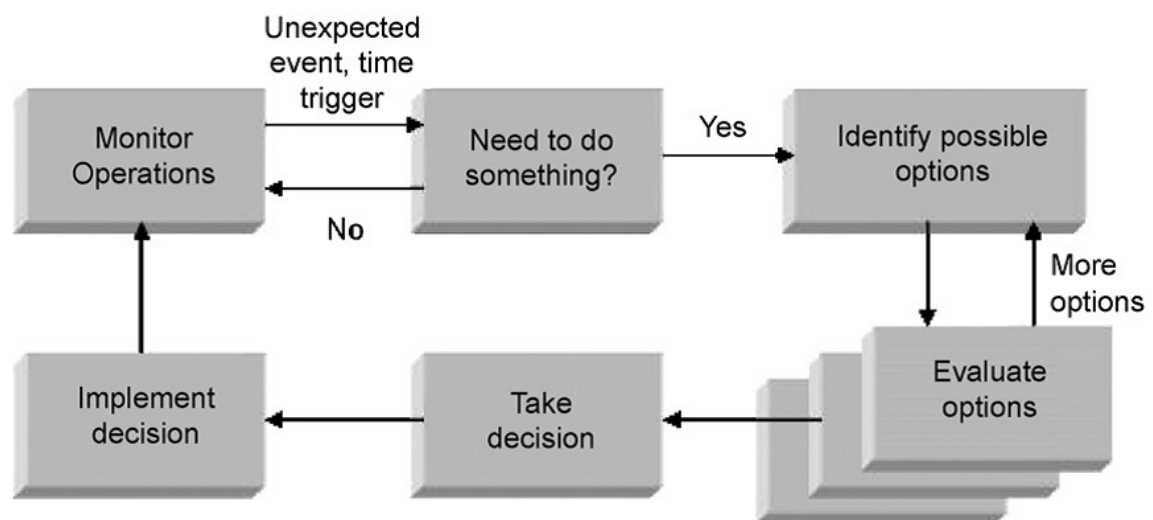 Unexpected
event, time
trigger
Monitor
Operations
Need to do
something?
Yes
Identify possible
options
No
More
options
Evaluate
options
Take
decision
Implement
decision